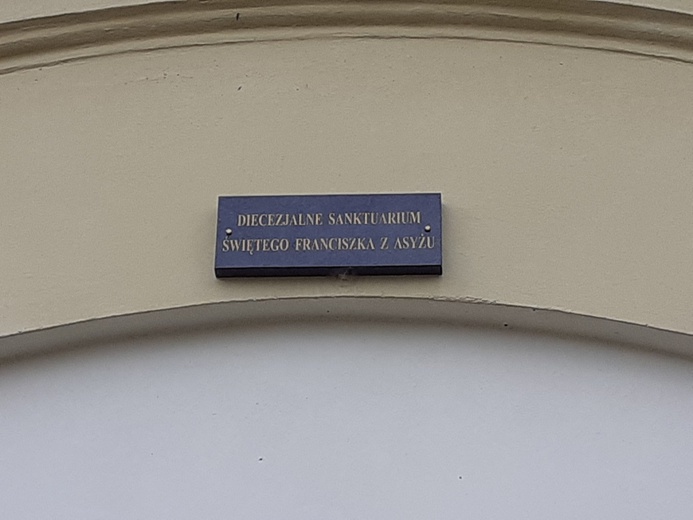 DIECEZJALNE SANKTUARIUM
ŚWIĘTEGO FRANCISZKA Z ASYŻU